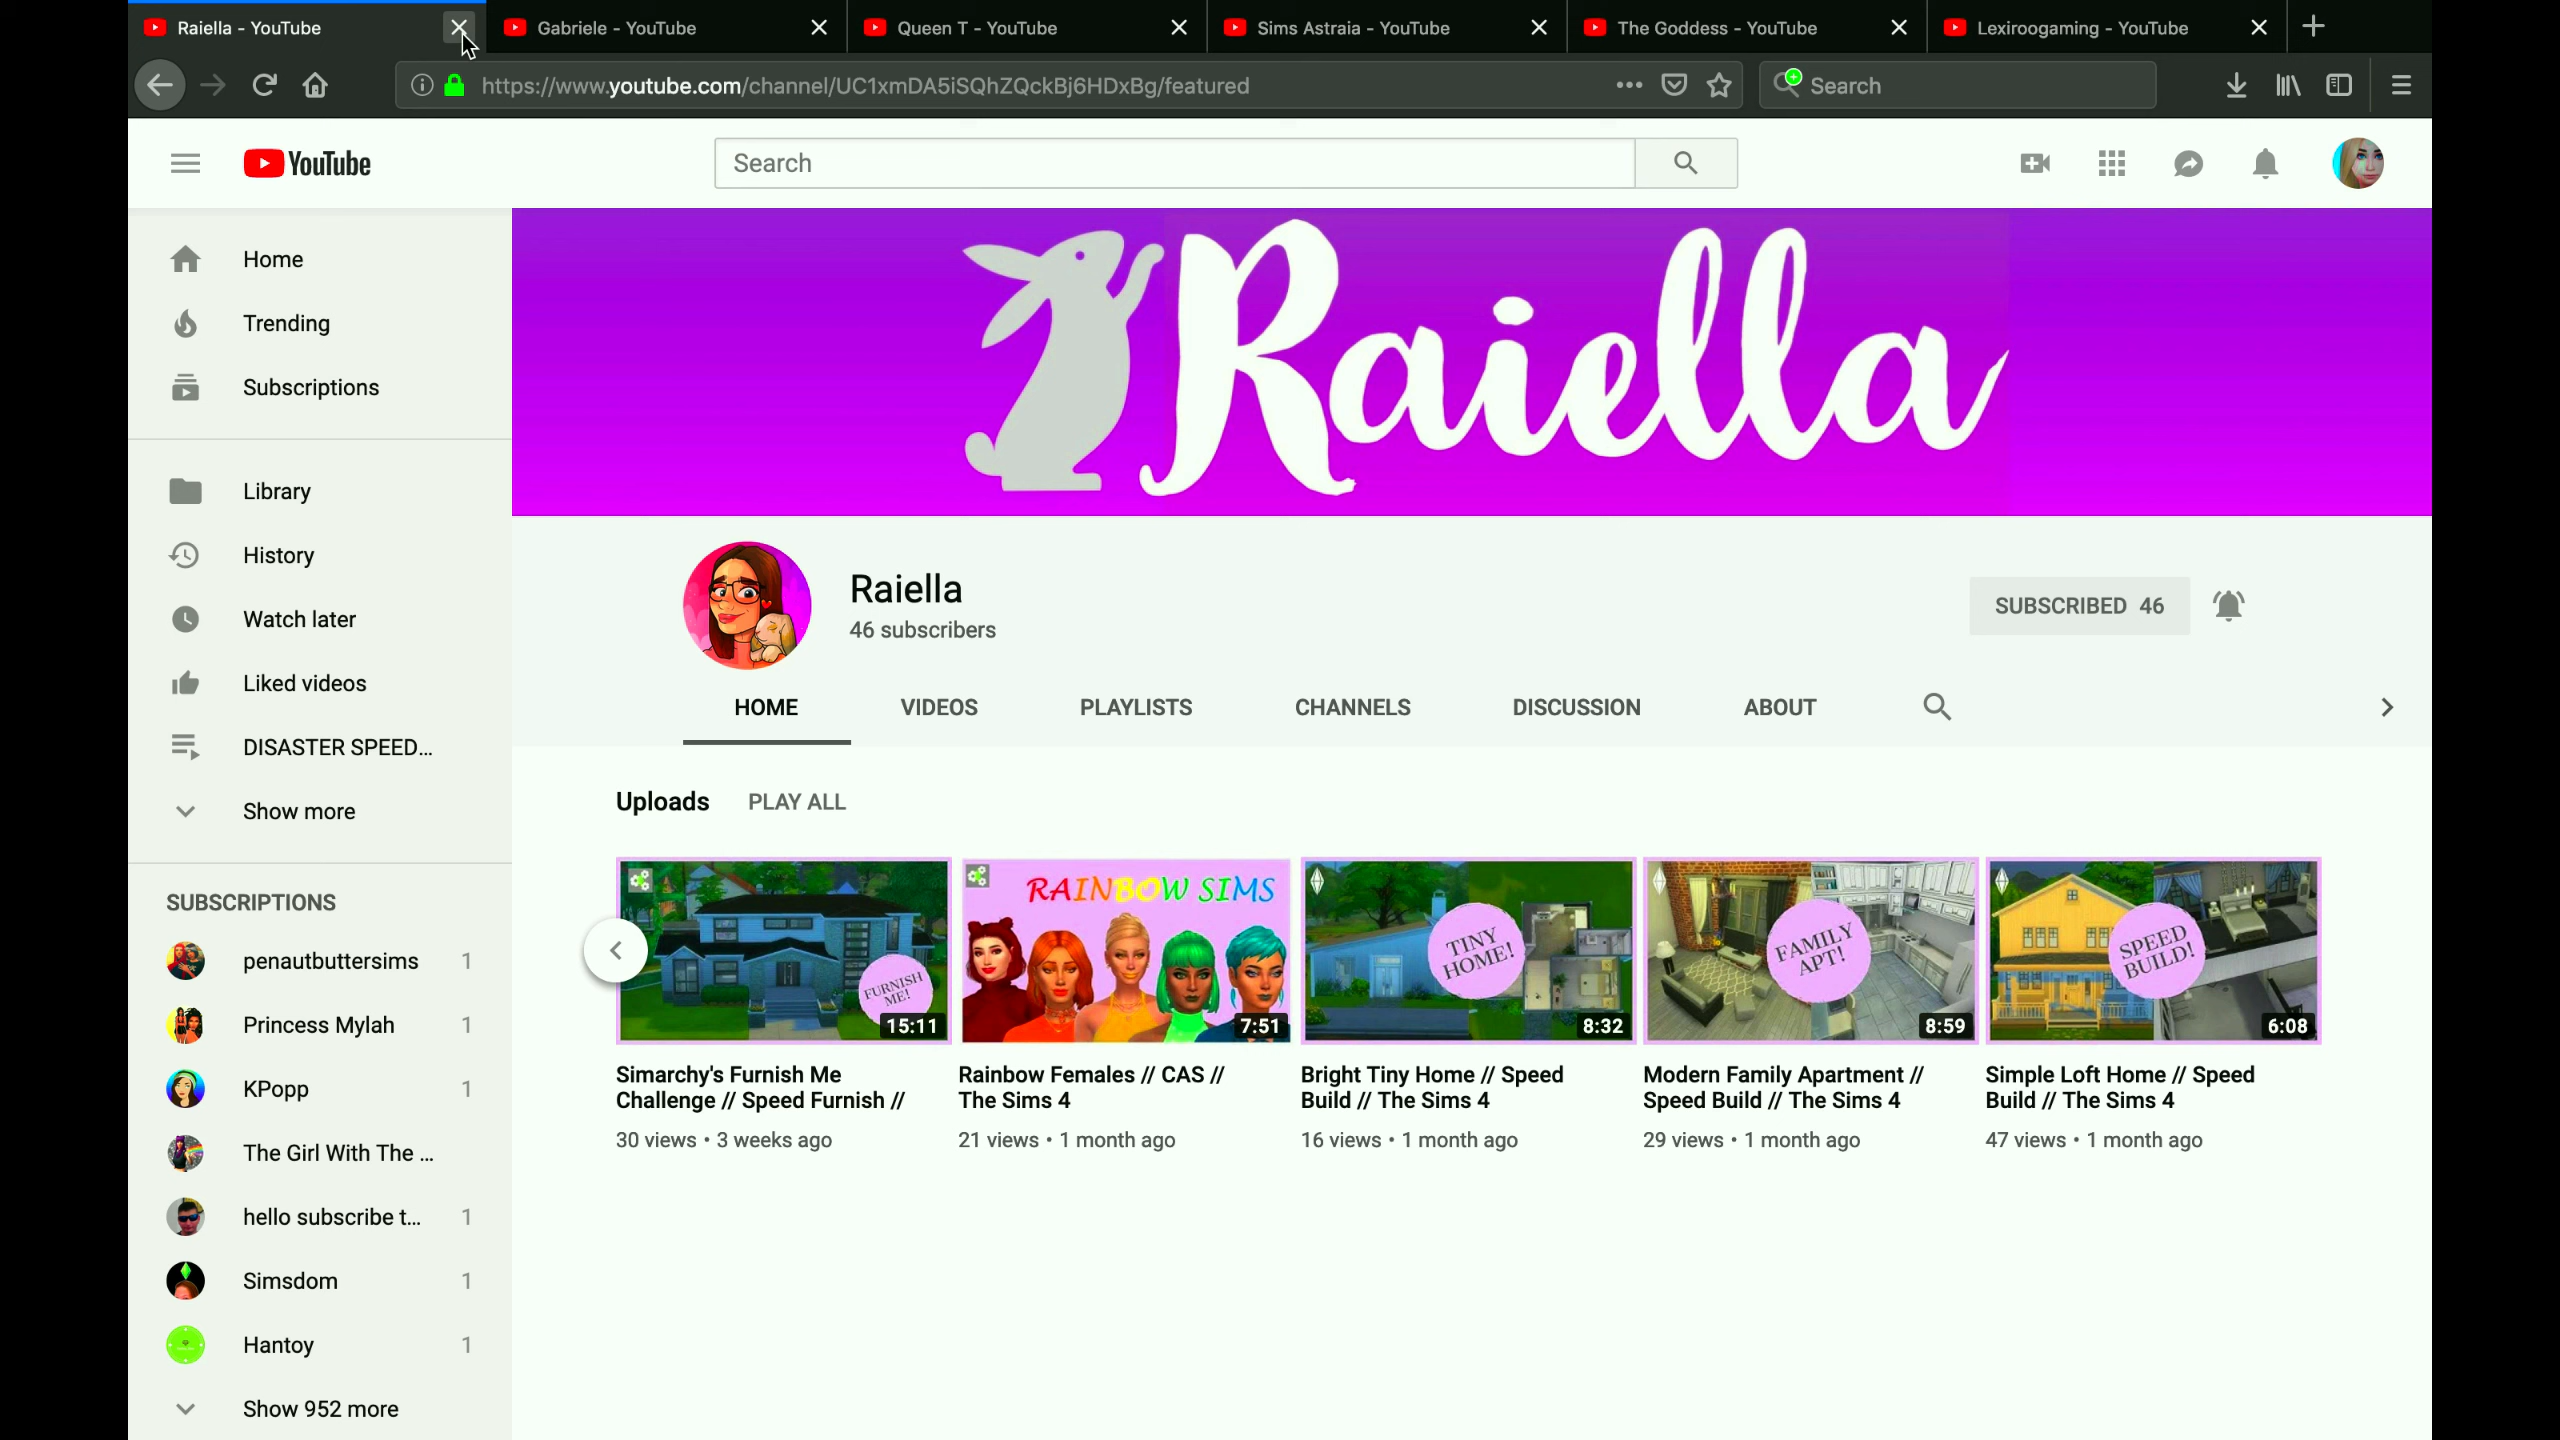 Raiella - YouTube
Gabriele - YouTube
Queen T - YouTube
Sims Astraia - YouTube
The Goddess - YouTube
Lexiroogaming - YouTube
https://www.youtube.com/channel/UC1xmDA5iSQhZQckBj6HDxBg/featured
Search
YouTube
Search
Home
Trending
Subscriptions
Library
History
Watch later
Liked videos
DISASTER SPEED...
Show more
SUBSCRIPTIONS
penautbuttersims 1
Princess Mylah 1
KPopp 1
The Girl With The ...
hello subscribe t... 1
Simsdom 1
Hantoy 1
Show 952 more
Raiella
Raiella
46 subscribers
SUBSCRIBED 46
HOME
VIDEOS
PLAYLISTS
CHANNELS
DISCUSSION
ABOUT
Uploads
PLAY ALL
FURNISH
ME!
15:11
Simarchy's Furnish Me
Challenge // Speed Furnish //
30 views • 3 weeks ago
RAINBOW SIMS
7:51
Rainbow Females // CAS //
The Sims 4
21 views • 1 month ago
TINY
HOME!
8:32
Bright Tiny Home // Speed
Build // The Sims 4
16 views • 1 month ago
FAMILY
APT!
8:59
Modern Family Apartment //
Speed Build // The Sims 4
29 views • 1 month ago
SPEED
BUILD!
6:08
Simple Loft Home // Speed
Build // The Sims 4
47 views • 1 month ago